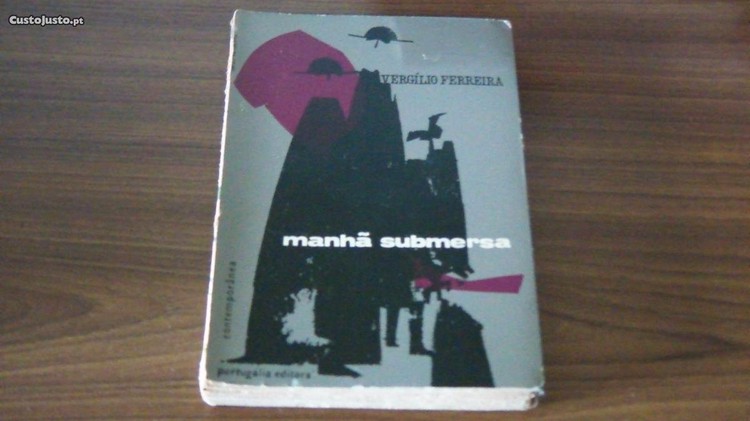 CustoJusto.pt
VERGÍLIO FERREIRA
manhã submersa
contemporânea
portugália editora